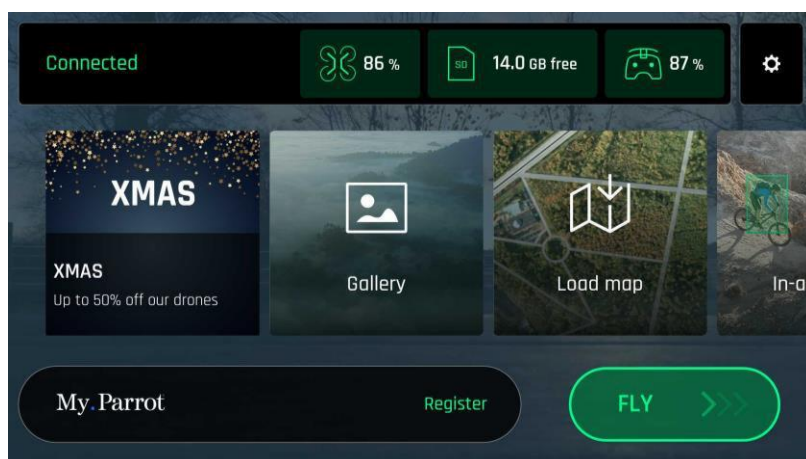 Connected
86 %
SD
14.0 GB free
87 %
XMAS
XMAS
Up to 50% off our drones
Gallery
Load map
In-a
My.Parrot
Register
FLY